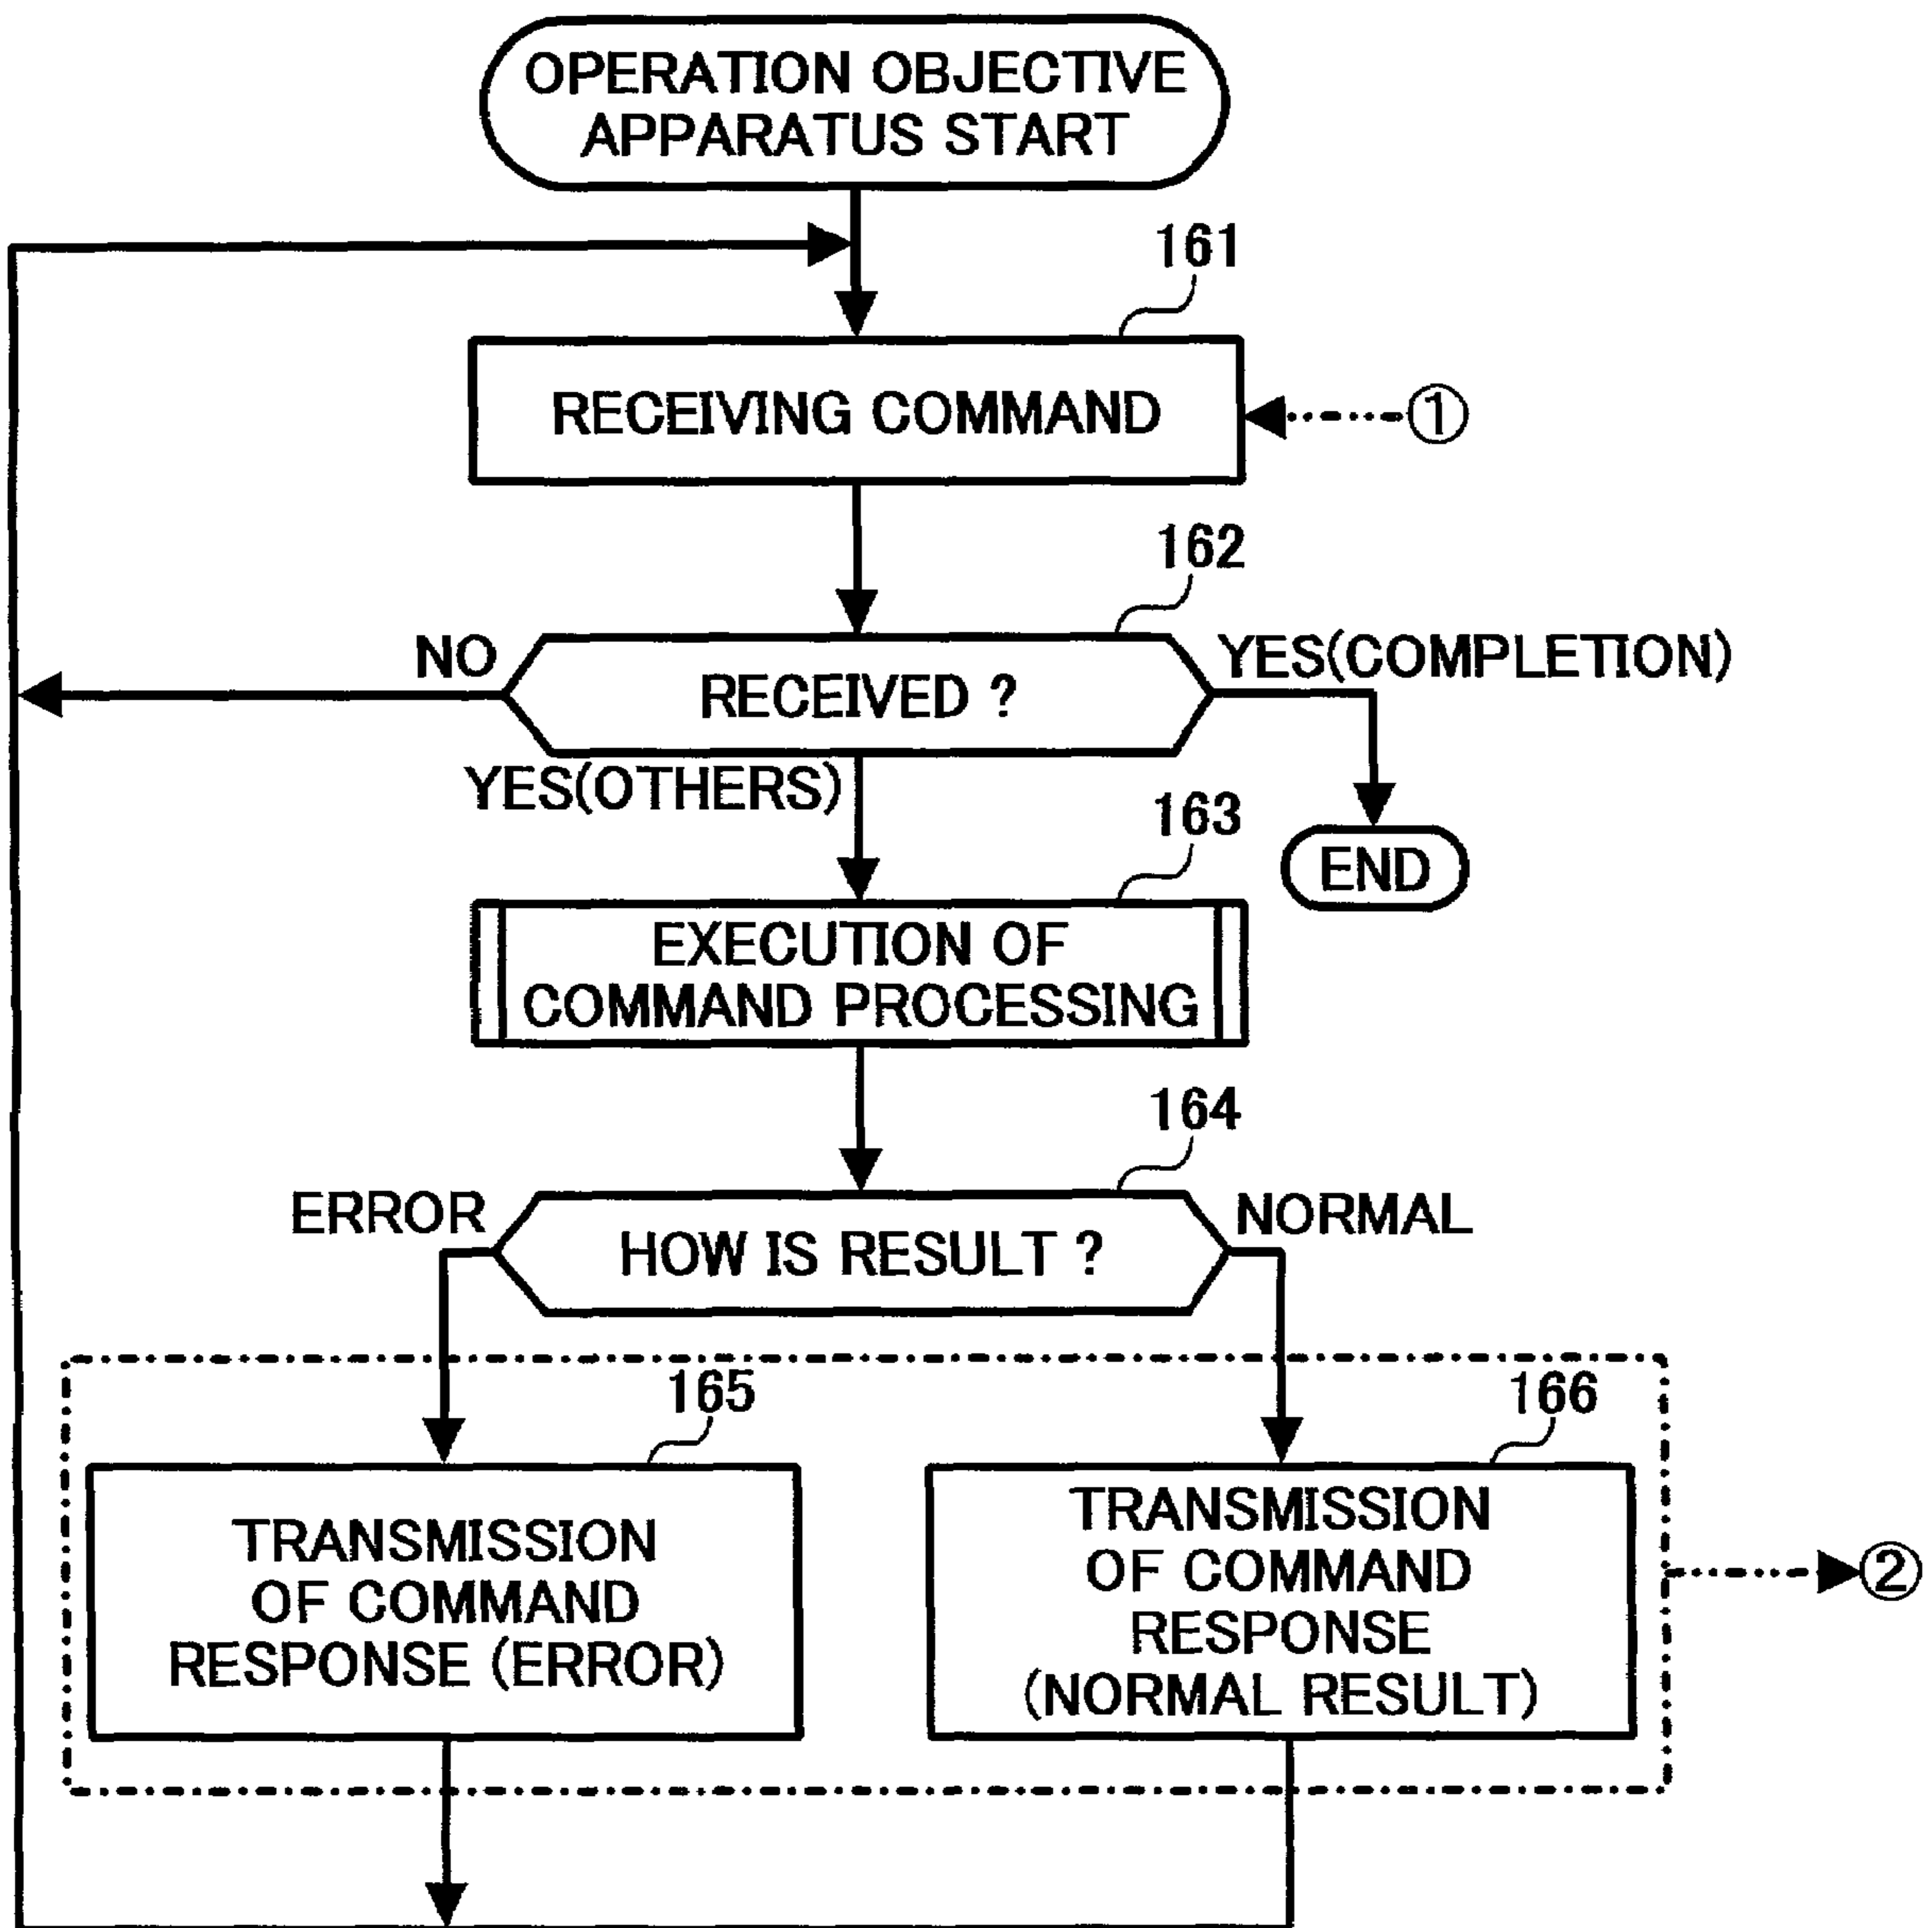 OPERATION OBJECTIVE
APPARATUS START
161
RECEIVING COMMAND
①
162
NO
YES(COMPLETION)
RECEIVED ?
YES(OTHERS)
163
END
EXECUTION OF
COMMAND PROCESSING
164
ERROR
NORMAL
HOW IS RESULT ?
165
166
TRANSMISSION
OF COMMAND
RESPONSE (ERROR)
TRANSMISSION
OF COMMAND
RESPONSE
(NORMAL RESULT)
②